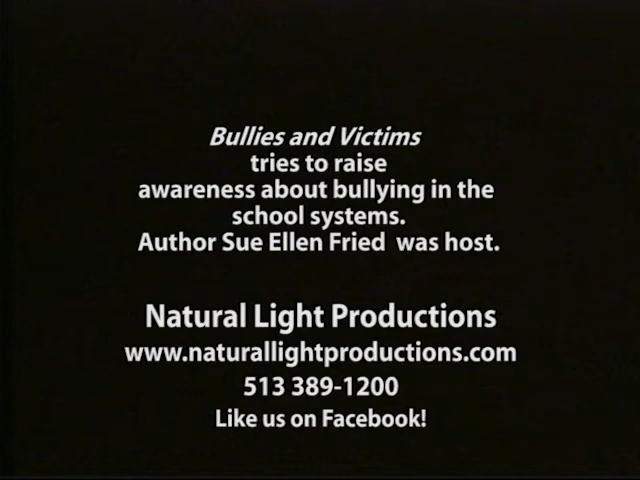 Bullies and Victims
tries to raise
awareness about bullying in the
school systems.
Author Sue Ellen Fried was host.
Natural Light Productions
www.naturallightproductions.com
513 389-1200
Like us on Facebook!